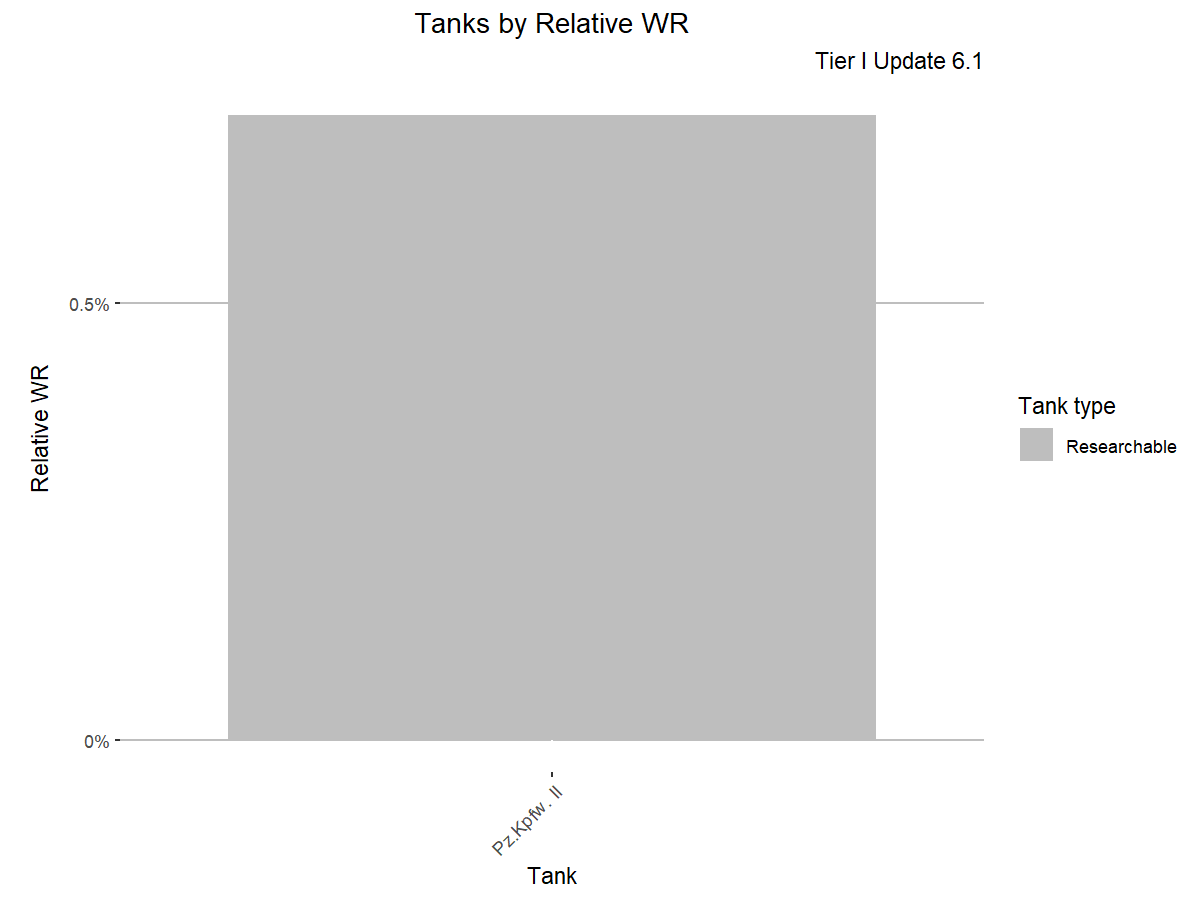 Tanks by Relative WR
Tier I Update 6.1
0.5%
Relative WR
0%
Pz.Kpfw. II
Tank
Tank type
Researchable